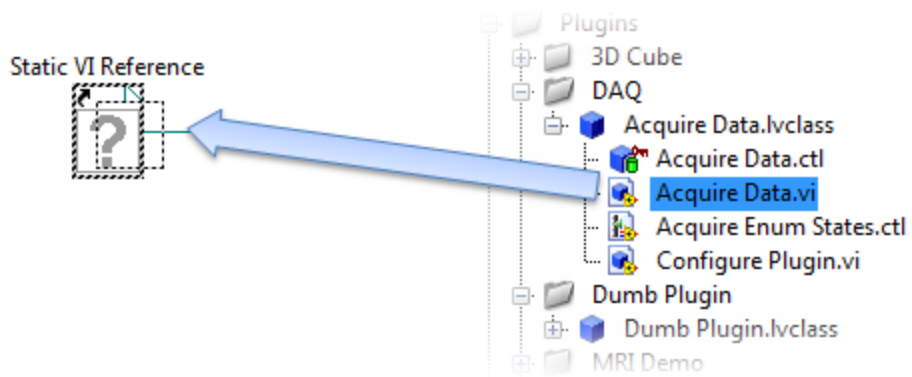 Plugins
3D Cube
Static VI Reference
DAQ
Acquire Data.lvclass
?
Acquire Data.ctl
Acquire Data.vi
Acquire Enum States.ctl
Configure Plugin.vi
Dumb Plugin
Dumb Plugin.lvclass
MRI Demo